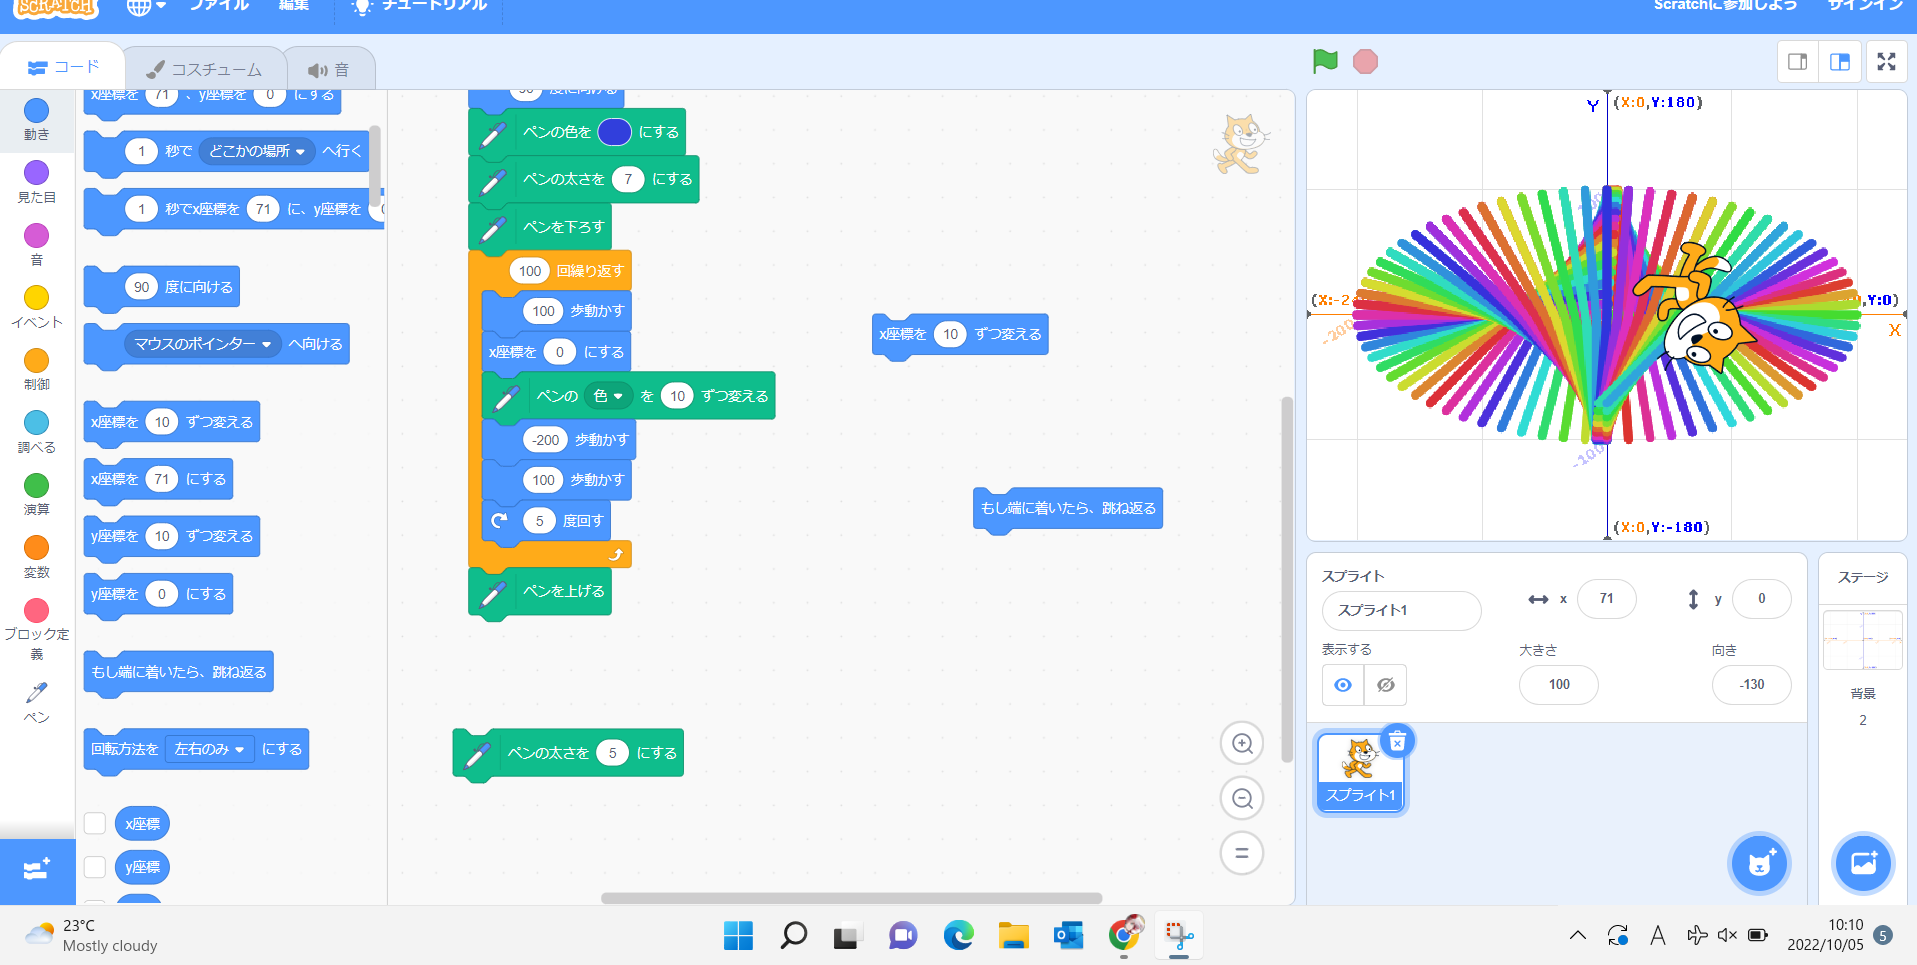 SCRATCH
ファイル
編集
チュートリアル
Scratchに参加しよう
サインイン
コード
コスチューム
音
動き
見た目
音
イベント
制御
調べる
演算
変数
ブロック定
義
ペン
x座標を 71 、y座標を 0 にする
1 秒で どこかの場所 へ行く
1 秒でx座標を 71 に、y座標を
90 度に向ける
マウスのポインター へ向ける
x座標を 10 ずつ変える
x座標を 71 にする
y座標を 10 ずつ変える
y座標を 0 にする
もし端に着いたら、跳ね返る
回転方法を 左右のみ にする
x座標
y座標
90 度に向ける
ペンの色を にする
ペンの太さを 7 にする
ペンを下ろす
100 回繰り返す
100 歩動かす
x座標を 0 にする
ペンの 色 を 10 ずつ変える
-200 歩動かす
100 歩動かす
5 度回す
ペンを上げる
x座標を 10 ずつ変える
もし端に着いたら、跳ね返る
ペンの太さを 5 にする
Y
(X:0,Y:180)
(X:-2
,Y:0)
X
-200
-100
(X:0,Y:-180)
スプライト
スプライト1
x
71
y
0
表示する
大きさ
100
向き
-130
スプライト1
ステージ
背景
2
23°C
Mostly cloudy
A
10:10
2022/10/05
5